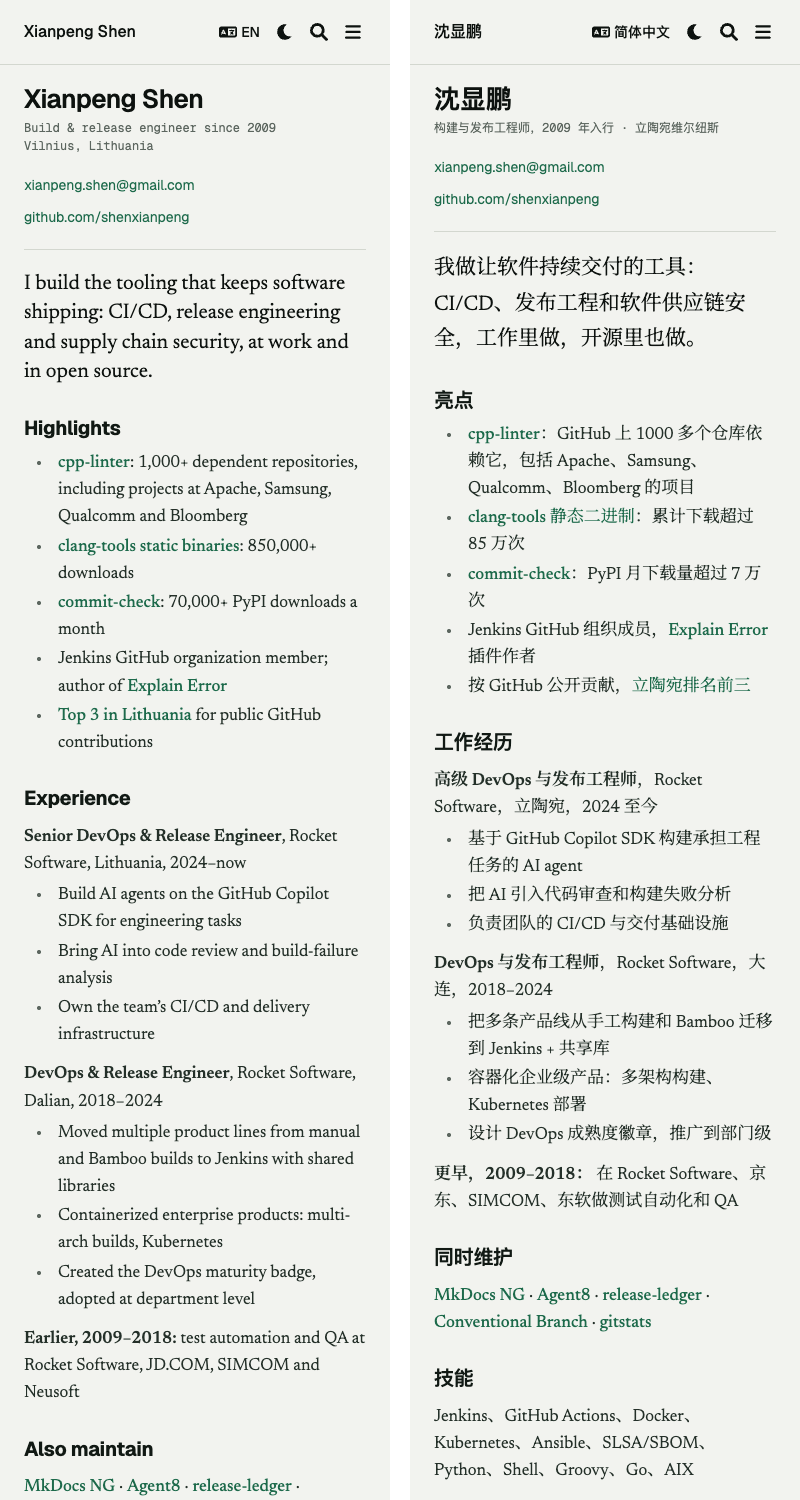 Xianpeng Shen
EN
Xianpeng Shen
Build & release engineer since 2009
Vilnius, Lithuania
xianpeng.shen@gmail.com
github.com/shenxianpeng
I build the tooling that keeps software
shipping: CI/CD, release engineering
and supply chain security, at work and
in open source.
Highlights
• cpp-linter: 1,000+ dependent repositories,
including projects at Apache, Samsung,
Qualcomm and Bloomberg
• clang-tools static binaries: 850,000+
downloads
• commit-check: 70,000+ PyPI downloads a
month
• Jenkins GitHub organization member;
author of Explain Error
• Top 3 in Lithuania for public GitHub
contributions
Experience
Senior DevOps & Release Engineer, Rocket
Software, Lithuania, 2024–now
• Build AI agents on the GitHub Copilot
SDK for engineering tasks
• Bring AI into code review and build-failure
analysis
• Own the team’s CI/CD and delivery
infrastructure
DevOps & Release Engineer, Rocket Software,
Dalian, 2018–2024
• Moved multiple product lines from manual
and Bamboo builds to Jenkins with shared
libraries
• Containerized enterprise products: multi-
arch builds, Kubernetes
• Created the DevOps maturity badge,
adopted at department level
Earlier, 2009–2018: test automation and QA at
Rocket Software, JD.COM, SIMCOM and
Neusoft
Also maintain
MkDocs NG · Agent8 · release-ledger ·
沈显鹏
简体中文
沈显鹏
构建与发布工程师，2009 年入行 · 立陶宛维尔纽斯
xianpeng.shen@gmail.com
github.com/shenxianpeng
我做让软件持续交付的工具：
CI/CD、发布工程和软件供应链安
全，工作里做，开源里也做。
亮点
• cpp-linter：GitHub 上 1000 多个仓库依
赖它，包括 Apache、Samsung、
Qualcomm、Bloomberg 的项目
• clang-tools 静态二进制：累计下载超过
85 万次
• commit-check：PyPI 月下载量超过 7 万
次
• Jenkins GitHub 组织成员，Explain Error
插件作者
• 按 GitHub 公开贡献，立陶宛排名前三
工作经历
高级 DevOps 与发布工程师，Rocket
Software，立陶宛，2024 至今
• 基于 GitHub Copilot SDK 构建承担工程
任务的 AI agent
• 把 AI 引入代码审查和构建失败分析
• 负责团队的 CI/CD 与交付基础设施
DevOps 与发布工程师，Rocket Software，大
连，2018–2024
• 把多条产品线从手工构建和 Bamboo 迁移
到 Jenkins + 共享库
• 容器化企业级产品：多架构构建、
Kubernetes 部署
• 设计 DevOps 成熟度徽章，推广到部门级
更早，2009–2018： 在 Rocket Software、京
东、SIMCOM、东软做测试自动化和 QA
同时维护
MkDocs NG · Agent8 · release-ledger ·
Conventional Branch · gitstats
技能
Jenkins、GitHub Actions、Docker、
Kubernetes、Ansible、SLSA/SBOM、
Python、Shell、Groovy、Go、AIX